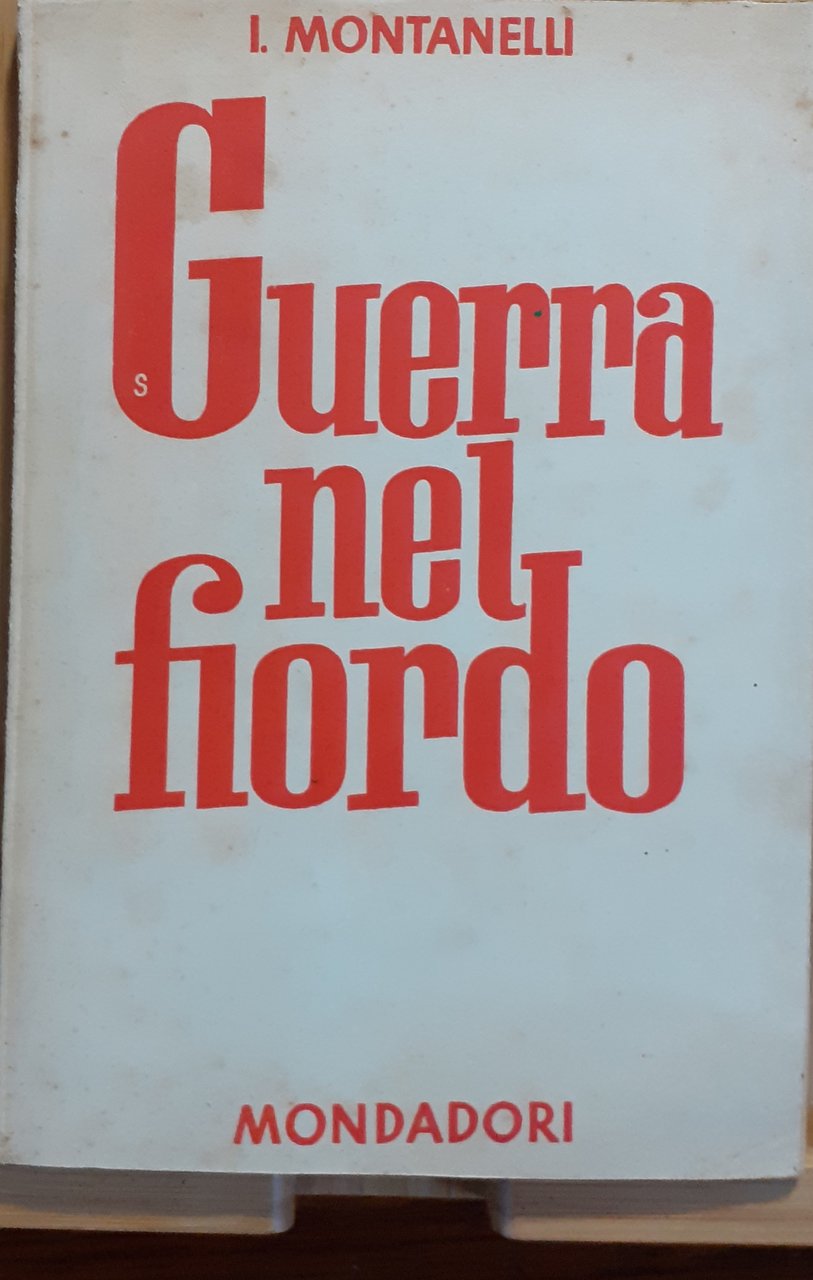 I. MONTANELLI
Guerra
S
nel
fiordo
MONDADORI